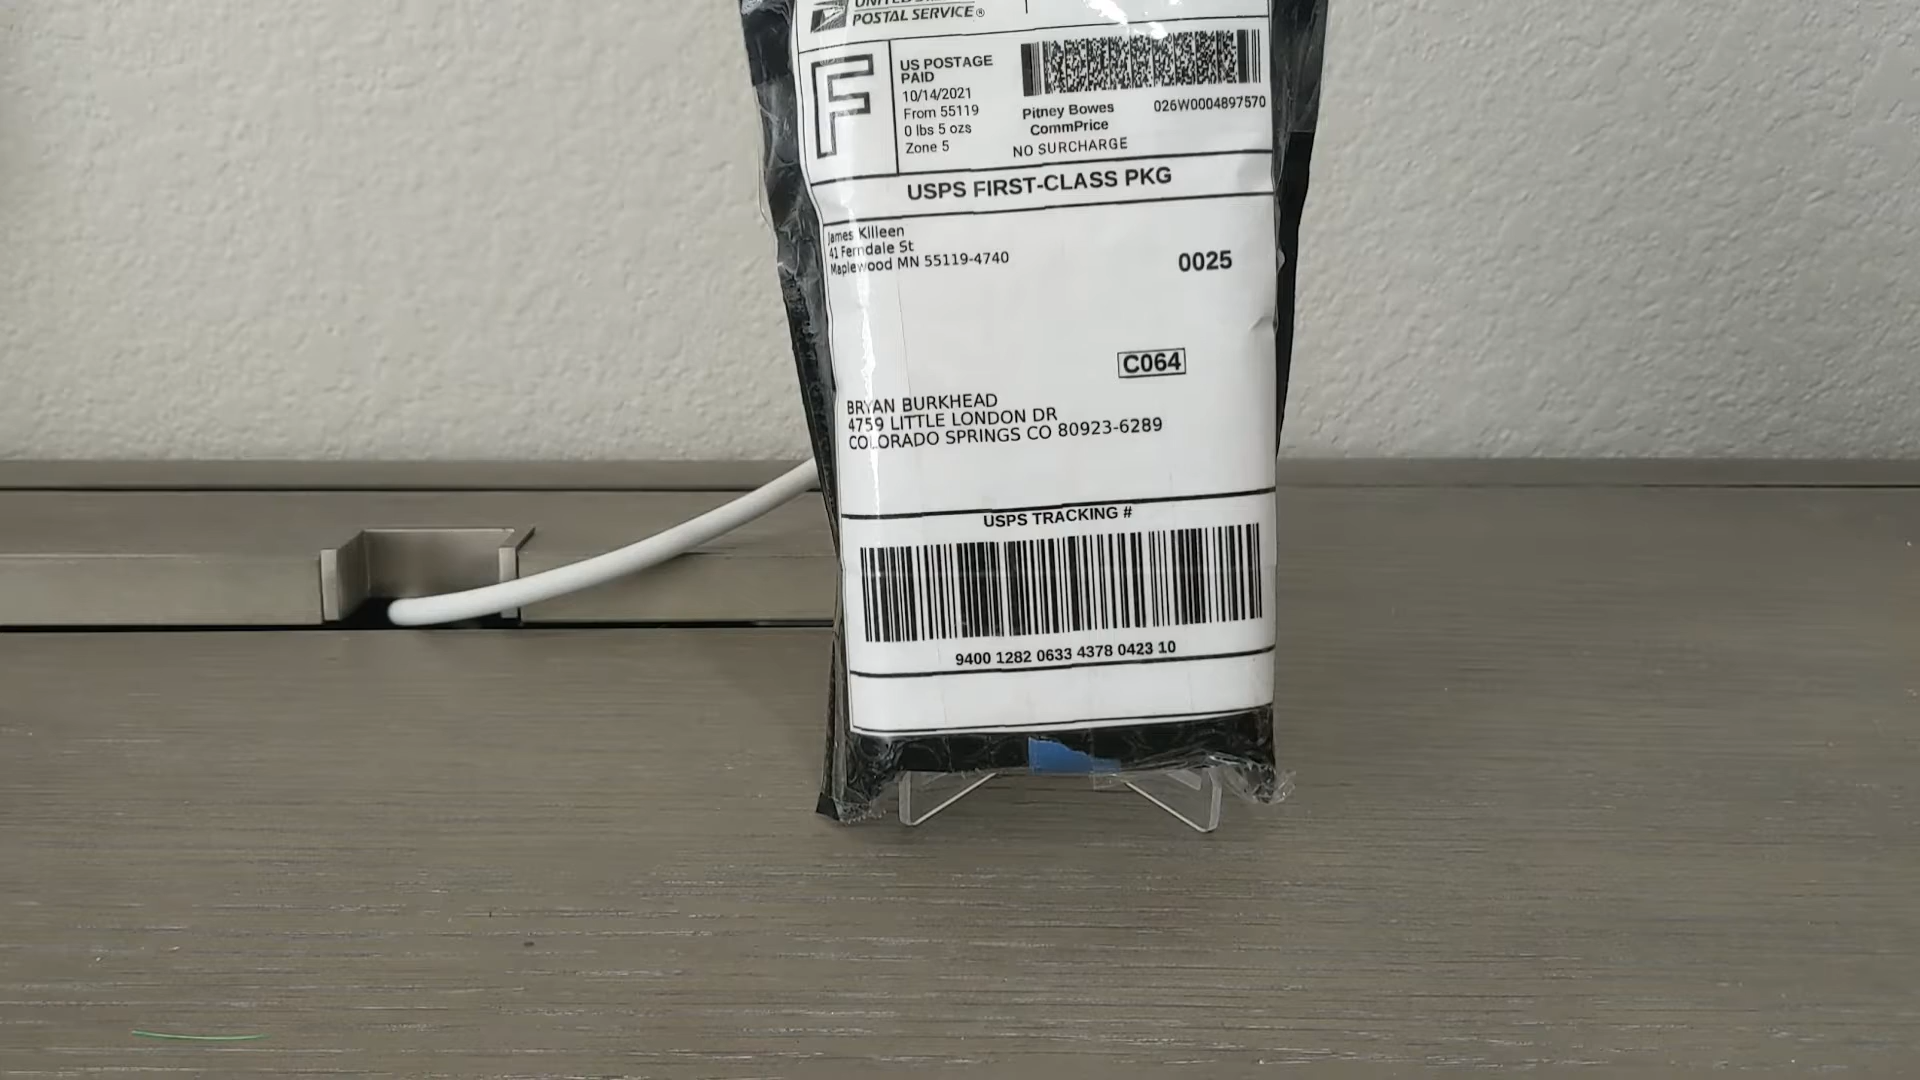 POSTAL SERVICE®
F
US POSTAGE
PAID
10/14/2021
From 55119
0 lbs 5 ozs
Zone 5
Pitney Bowes
CommPrice
NO SURCHARGE
026W0004897570
USPS FIRST-CLASS PKG
James Killeen
41 Ferndale St
Maplewood MN 55119-4740
0025
C064
BRYAN BURKHEAD
4759 LITTLE LONDON DR
COLORADO SPRINGS CO 80923-6289
USPS TRACKING #
9400 1282 0633 4378 0423 10